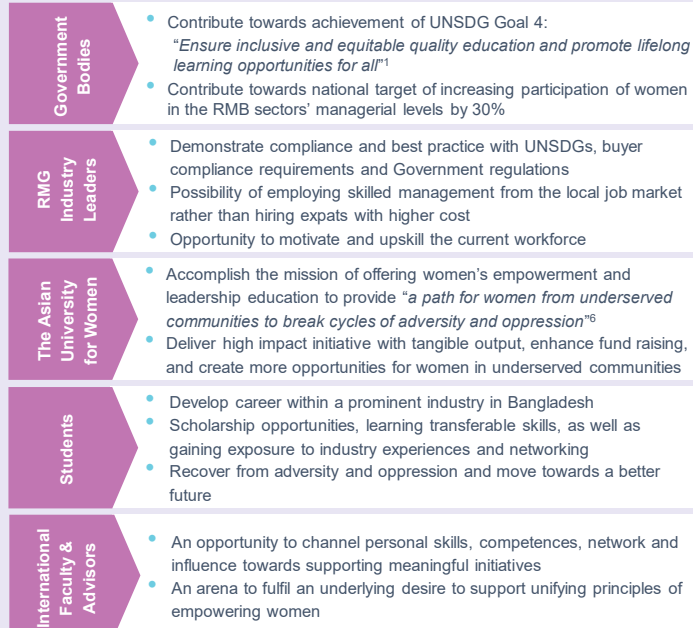 Government
Bodies
Contribute towards achievement of UNSDG Goal 4:
“Ensure inclusive and equitable quality education and promote lifelong
learning opportunities for all”¹
Contribute towards national target of increasing participation of women
in the RMB sectors’ managerial levels by 30%
RMG
Industry
Leaders
Demonstrate compliance and best practice with UNSDGs, buyer
compliance requirements and Government regulations
Possibility of employing skilled management from the local job market
rather than hiring expats with higher cost
Opportunity to motivate and upskill the current workforce
The Asian
University
for Women
Accomplish the mission of offering women’s empowerment and
leadership education to provide “a path for women from underserved
communities to break cycles of adversity and oppression”⁶
Deliver high impact initiative with tangible output, enhance fund raising,
and create more opportunities for women in underserved communities
Students
Develop career within a prominent industry in Bangladesh
Scholarship opportunities, learning transferable skills, as well as
gaining exposure to industry experiences and networking
Recover from adversity and oppression and move towards a better
future
International
Faculty &
Advisors
An opportunity to channel personal skills, competences, network and
influence towards supporting meaningful initiatives
An arena to fulfil an underlying desire to support unifying principles of
empowering women